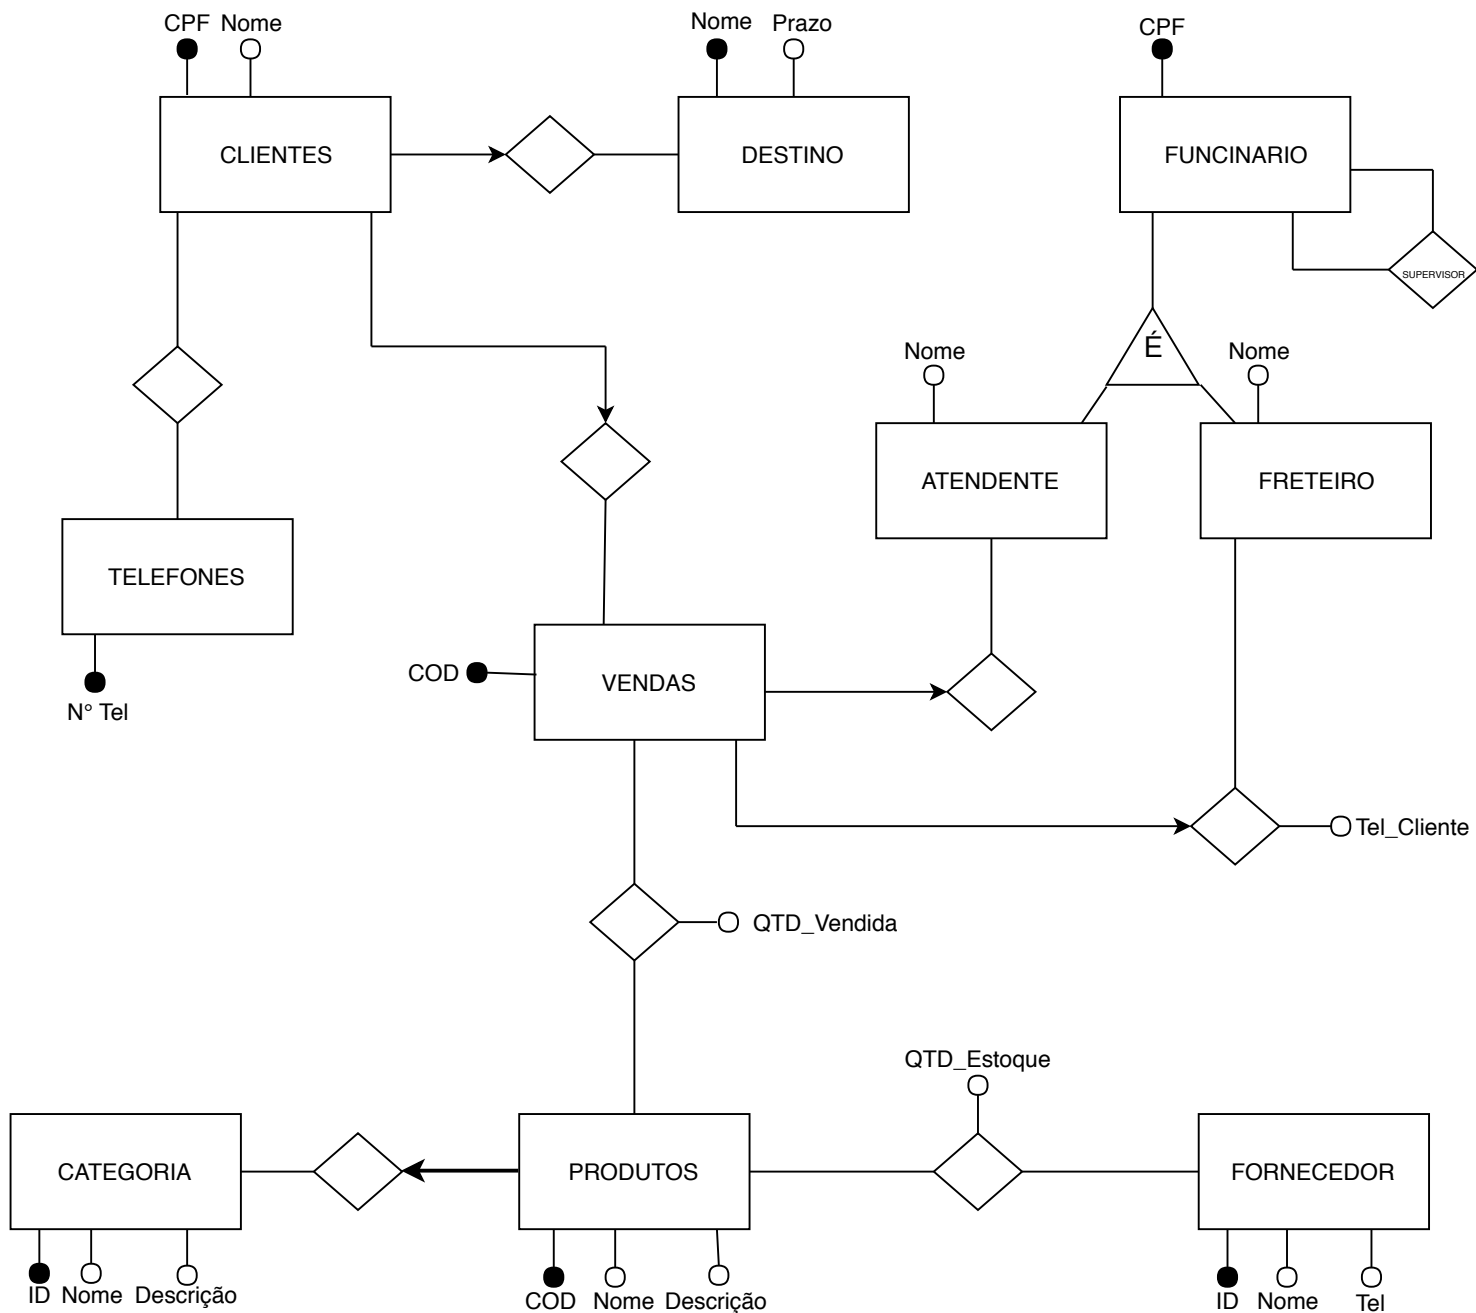 CPF Nome
Nome Prazo
CPF
CLIENTES
DESTINO
FUNCINARIO
SUPERVISOR
É
Nome
Nome
ATENDENTE
FRETEIRO
TELEFONES
N° Tel
COD
VENDAS
Tel_Cliente
QTD_Vendida
QTD_Estoque
CATEGORIA
PRODUTOS
FORNECEDOR
ID Nome Descrição
COD Nome Descrição
ID Nome Tel